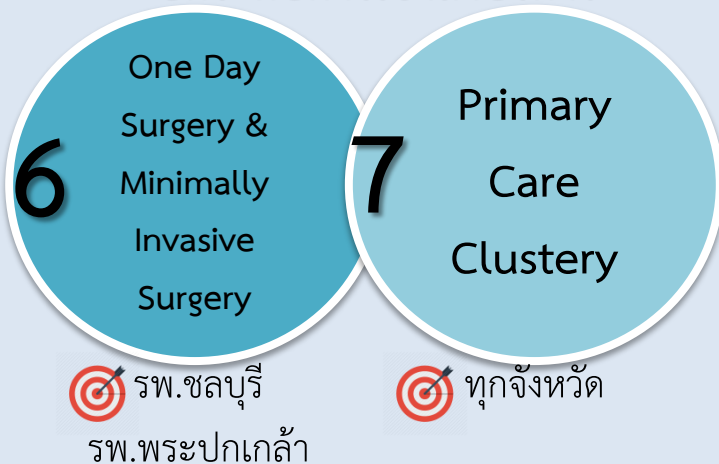 6
One Day
Surgery &
Minimally
Invasive
Surgery
7
Primary
Care
Clustery
รพ.ชลบุรี
รพ.พระปกเกล้า
ทุกจังหวัด